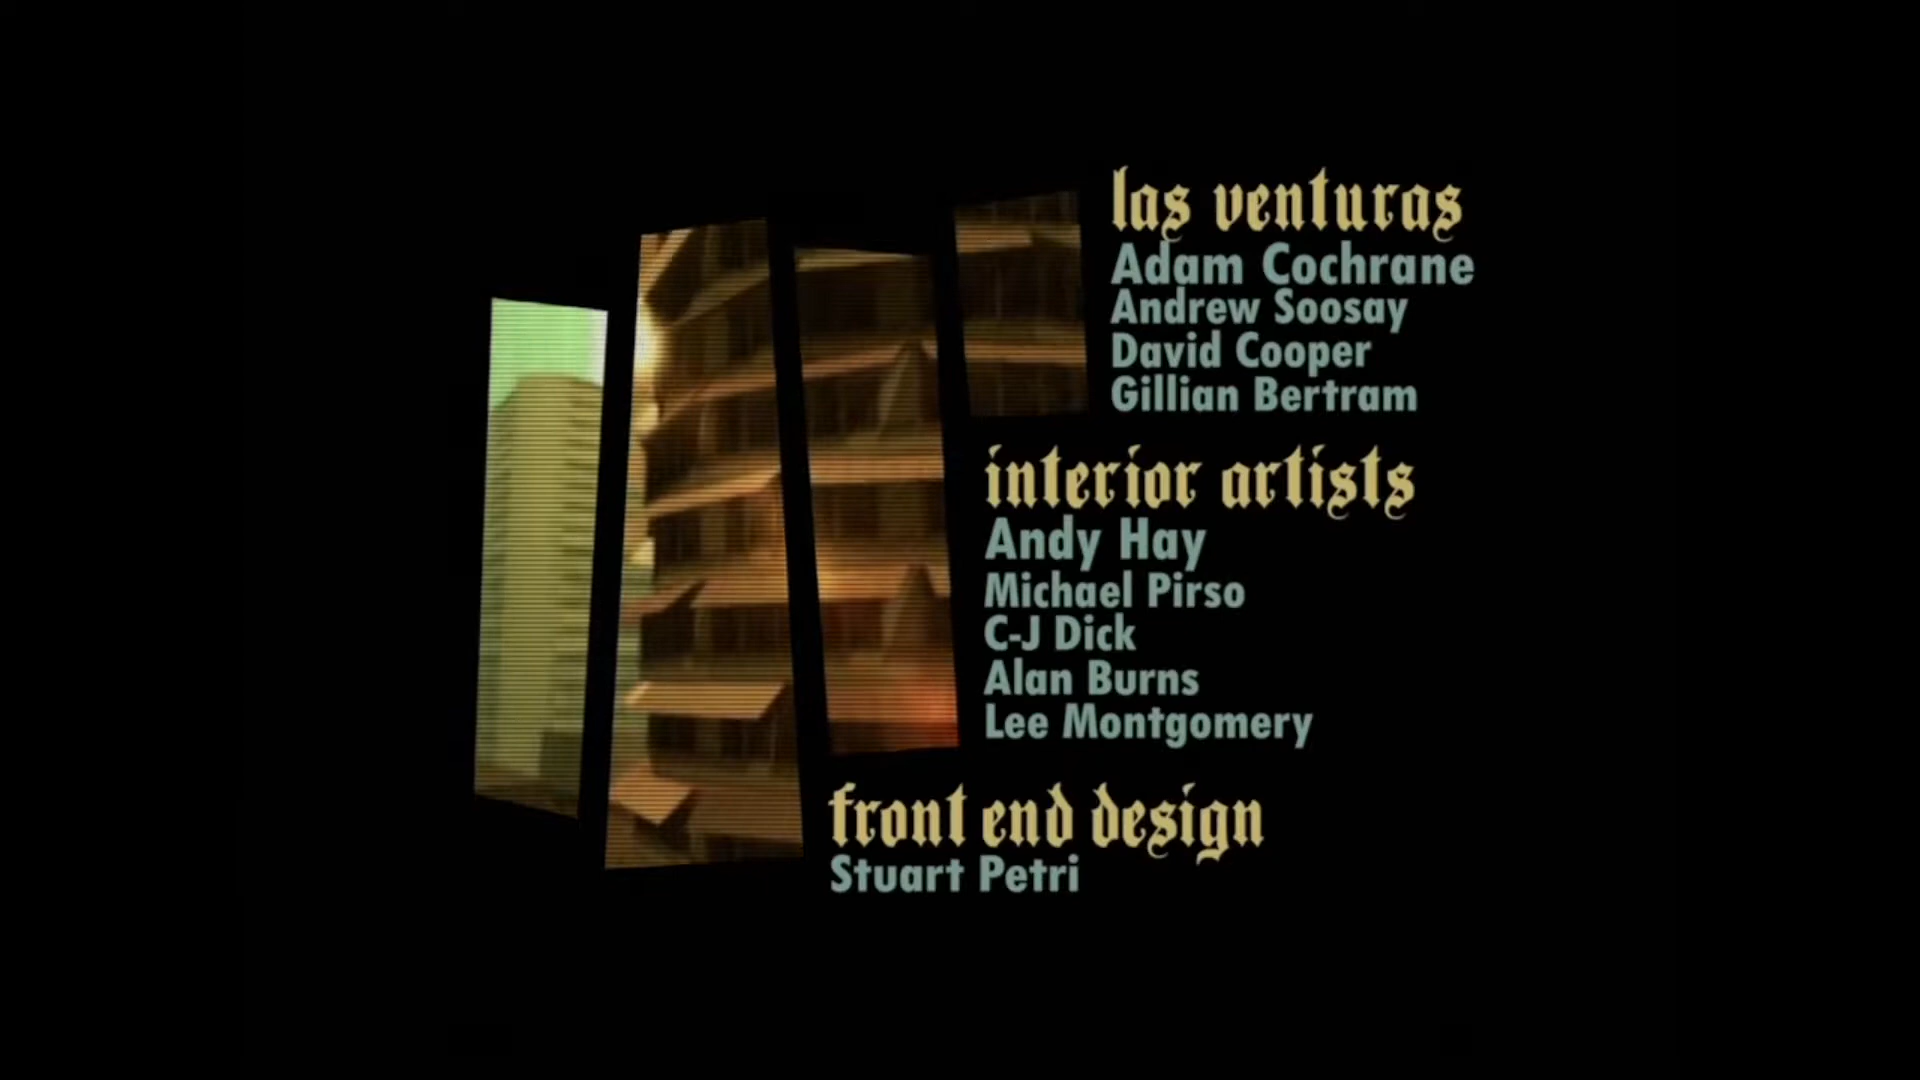 las venturas
Adam Cochrane
Andrew Soosay
David Cooper
Gillian Bertram
interior artists
Andy Hay
Michael Pirso
C-J Dick
Alan Burns
Lee Montgomery
front end design
Stuart Petri